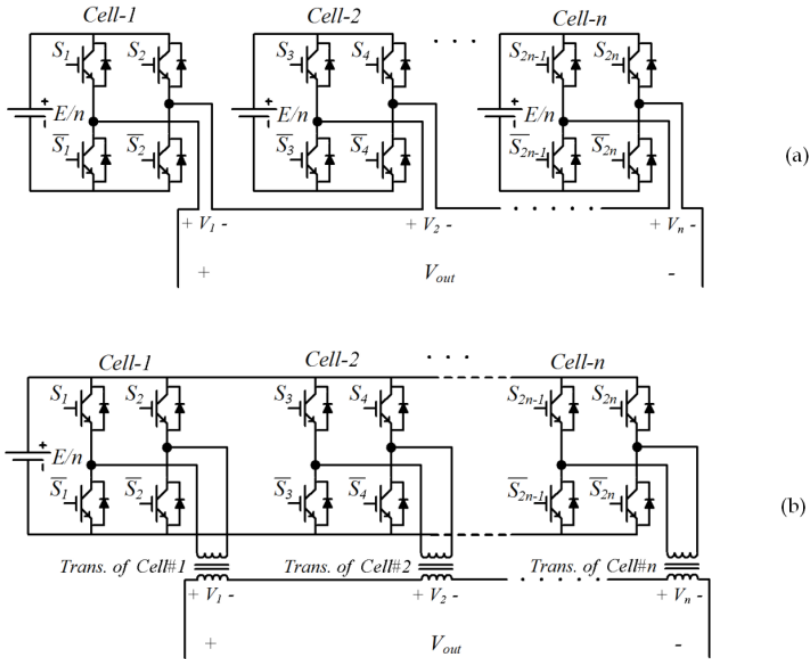 Cell-1 Cell-2 . . . Cell-n
S1 S2 S3 S4 S2n-1 S2n
+ E/n - + E/n - + E/n -
S̅1 S̅2 S̅3 S̅4 S̅2n-1 S̅2n
(a)
+ V1 - + V2 - . . . . . . + Vn -
+ Vout -
Cell-1 Cell-2 . . . Cell-n
S1 S2 S3 S4 S2n-1 S2n
+ E/n -
S̅1 S̅2 S̅3 S̅4 S̅2n-1 S̅2n
(b)
Trans. of Cell#1 Trans. of Cell#2 Trans. of Cell#n
+ V1 - + V2 - . . . . . . + Vn -
+ Vout -